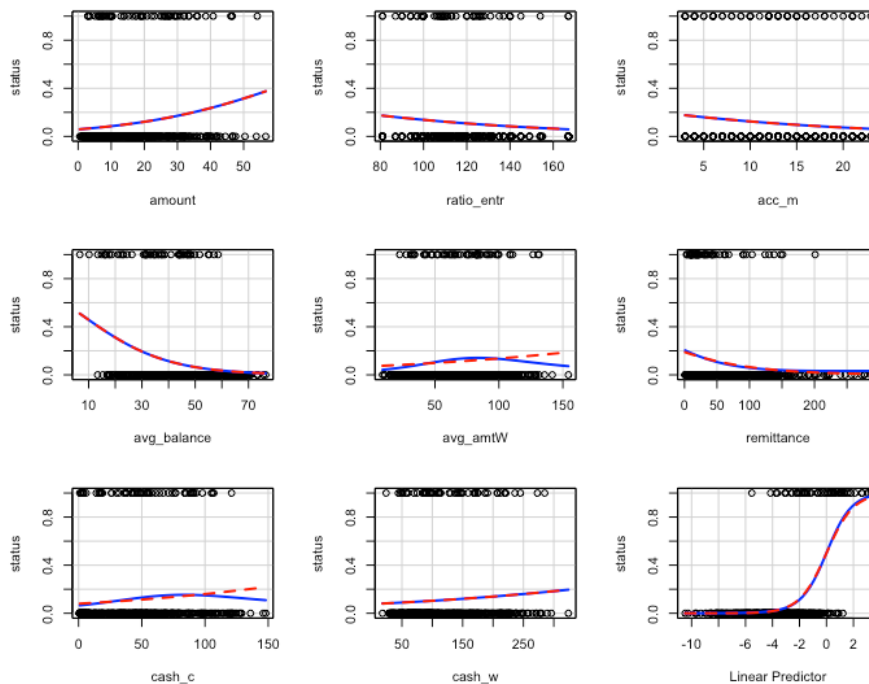 status
0.0 0.4 0.8
0 10 20 30 40 50
amount
status
0.0 0.4 0.8
80 100 120 140 160
ratio_entr
status
0.0 0.4 0.8
5 10 15 20
acc_m
status
0.0 0.4 0.8
10 30 50 70
avg_balance
status
0.0 0.4 0.8
50 100 150
avg_amtW
status
0.0 0.4 0.8
0 50 100 200
remittance
status
0.0 0.4 0.8
0 50 100 150
cash_c
status
0.0 0.4 0.8
50 150 250
cash_w
status
0.0 0.4 0.8
-10 -6 -4 -2 0 2
Linear Predictor